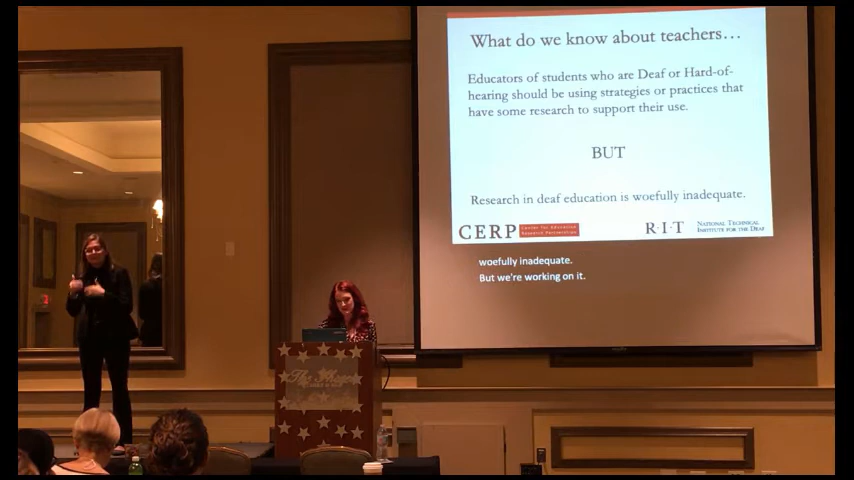 What do we know about teachers…
Educators of students who are Deaf or Hard-of-
hearing should be using strategies or practices that
have some research to support their use.
BUT
Research in deaf education is woefully inadequate.
CERP
Center for Education
Research Partnerships
R·I·T
NATIONAL TECHNICAL
INSTITUTE FOR THE DEAF
woefully inadequate.
But we're working on it.